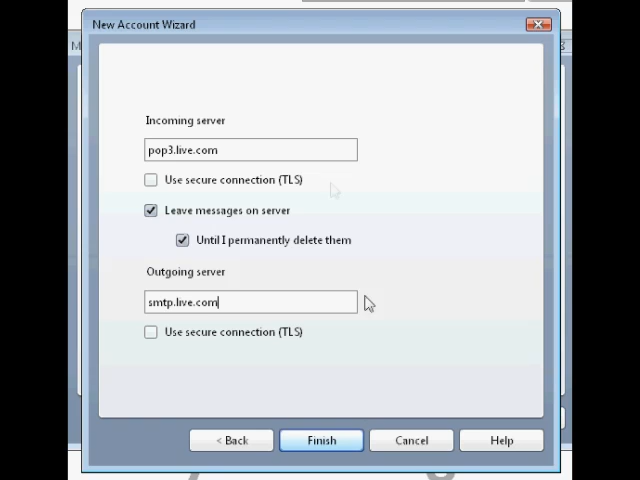 New Account Wizard
Incoming server
pop3.live.com
Use secure connection (TLS)
Leave messages on server
Until I permanently delete them
Outgoing server
smtp.live.com
Use secure connection (TLS)
< Back
Finish
Cancel
Help